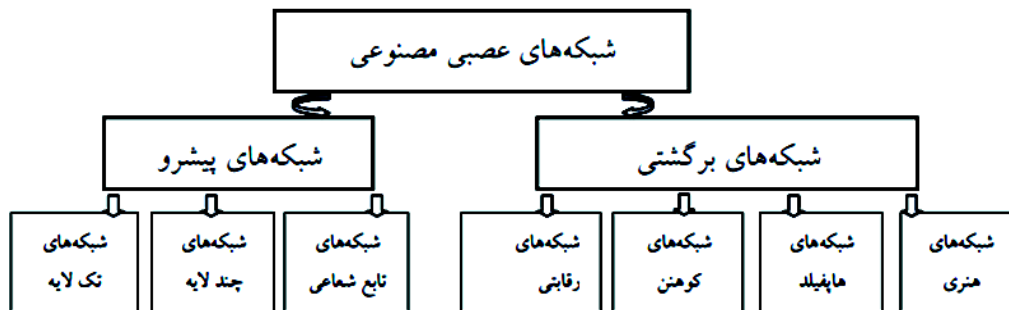 شبکه‌های عصبی مصنوعی
شبکه‌های برگشتی
شبکه‌های پیشرو
شبکه‌های
هنری
شبکه‌های
هاپفیلد
شبکه‌های
کوهنن
شبکه‌های
رقابتی
شبکه‌های
تابع شعاعی
شبکه‌های
چند لایه
شبکه‌های
تک لایه